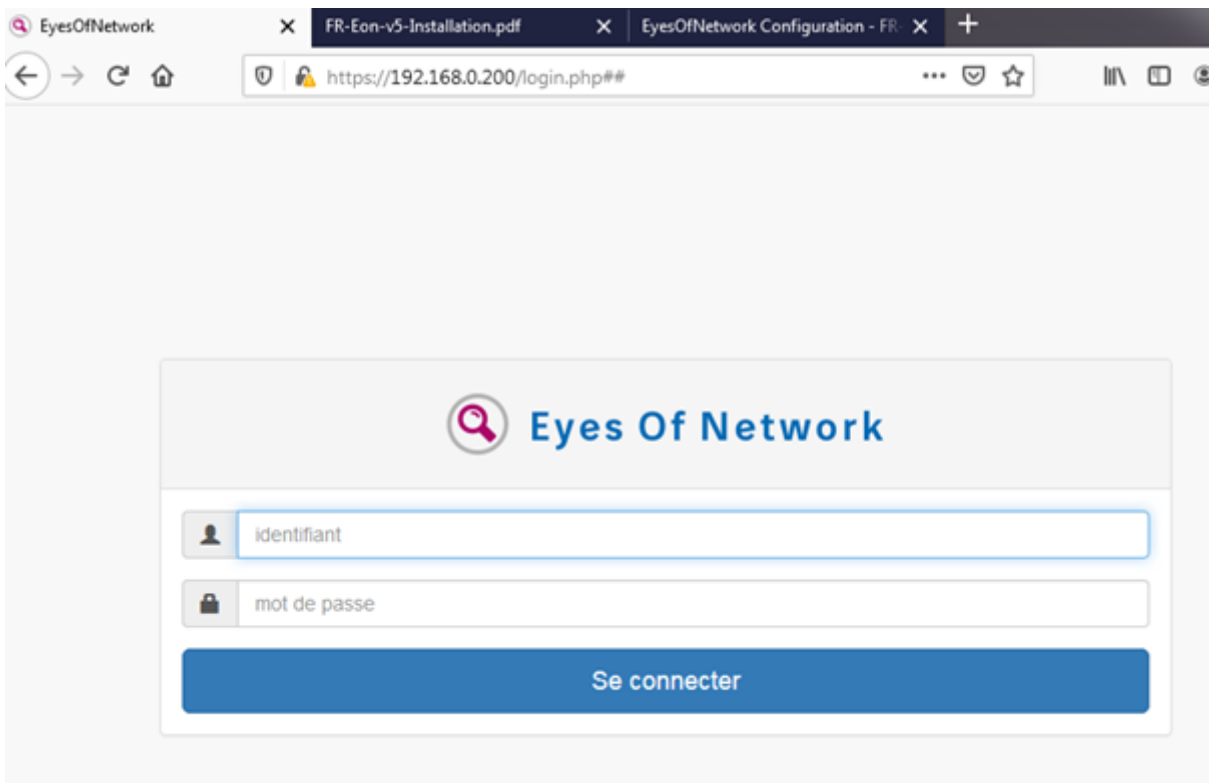 EyesOfNetwork
FR-Eon-v5-Installation.pdf
EyesOfNetwork Configuration - FR-
https://192.168.0.200/login.php##
Eyes Of Network
identifiant
mot de passe
Se connecter